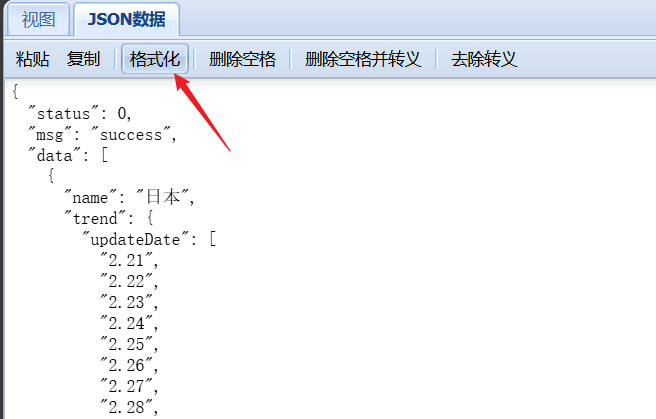 视图 JSON数据
粘贴 复制 格式化 删除空格 删除空格并转义 去除转义
{
"status": 0,
"msg": "success",
"data": [
{
"name": "日本",
"trend": {
"updateDate": [
"2.21",
"2.22",
"2.23",
"2.24",
"2.25",
"2.26",
"2.27",
"2.28",